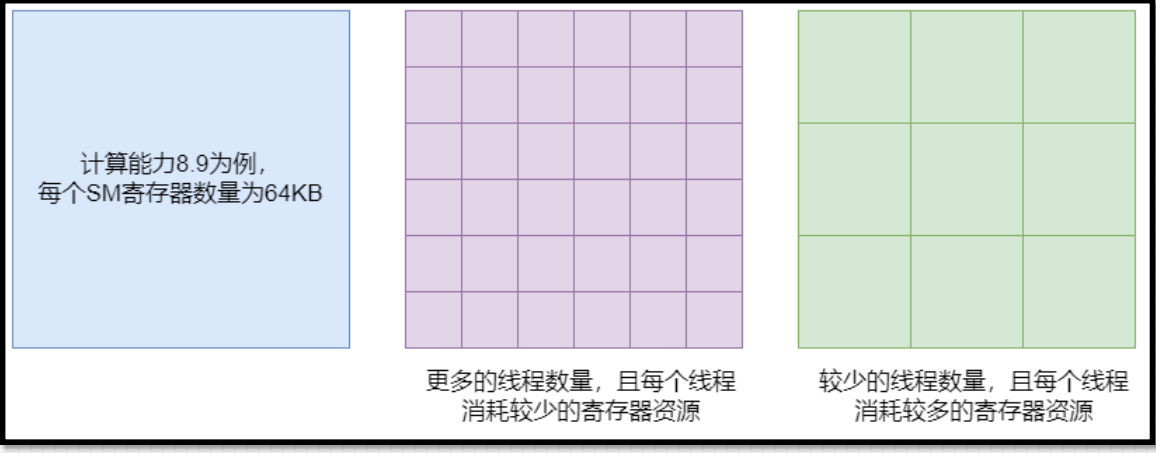 计算能力8.9为例，
每个SM寄存器数量为64KB
更多的线程数量，且每个线程
消耗较少的寄存器资源
较少的线程数量，且每个线程
消耗较多的寄存器资源